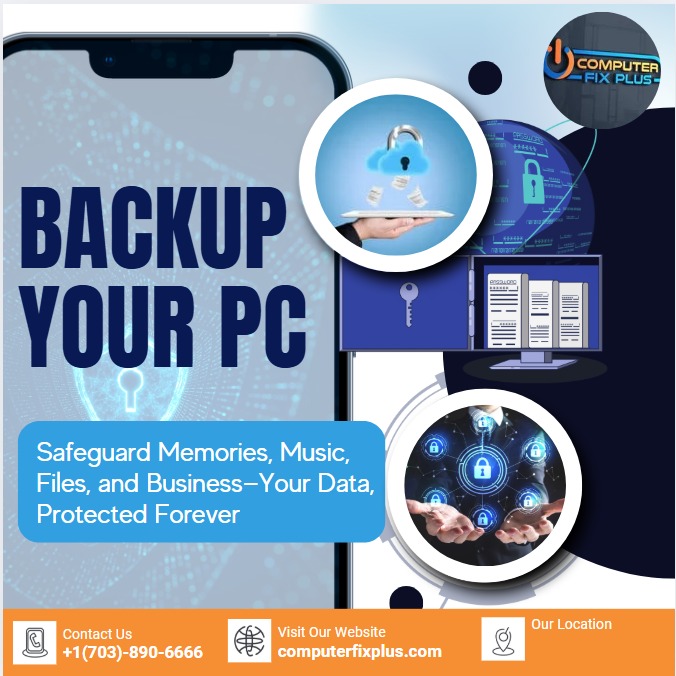 COMPUTER
FIX PLUS
PASSWORD
BACKUP
YOUR PC
Safeguard Memories, Music,
Files, and Business–Your Data,
Protected Forever
Contact Us
+1(703)-890-6666
Visit Our Website
computerfixplus.com
Our Location